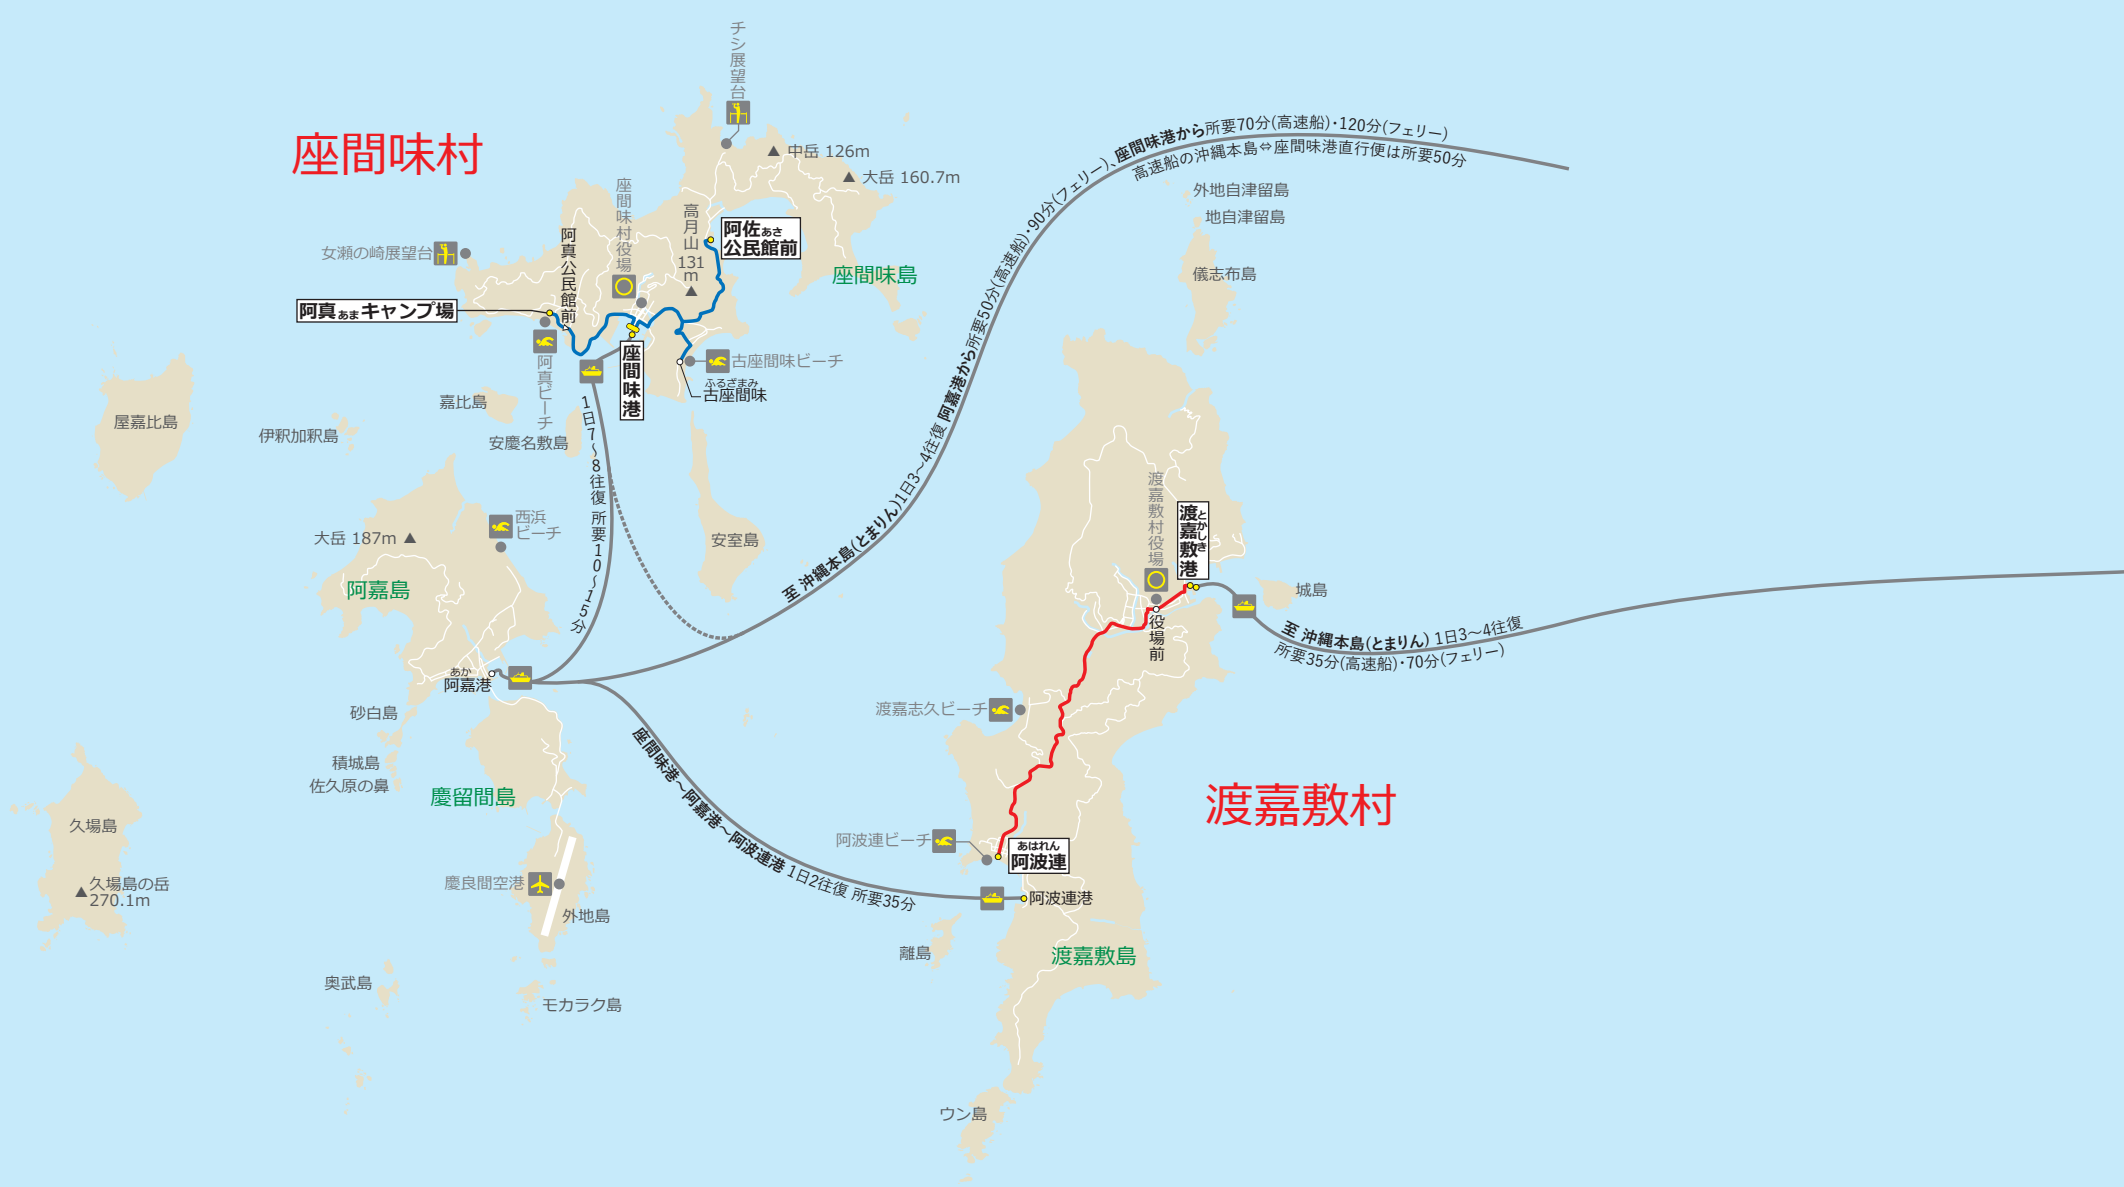 チシ展望台
座間味村
中岳 126m
大岳 160.7m
座間味村役場
高月山
131
m
阿佐あさ
公民館前
阿真公民館前
女瀬の崎展望台
座間味島
阿真あまキャンプ場
阿真ビーチ
座間味港
古座間味ビーチ
ふるざまみ
古座間味
嘉比島
安慶名敷島
屋嘉比島
伊釈加釈島
1日7〜8往復 所要10〜15分
西浜
ビーチ
大岳 187m
阿嘉島
安室島
あか
阿嘉港
至 沖縄本島(とまりん)1日3〜4往復 阿嘉港から所要50分(高速船)・90分(フェリー)、座間味港から所要70分(高速船)・120分(フェリー)
高速船の沖縄本島⇔座間味港直行便は所要50分
外地自津留島
地自津留島
儀志布島
渡嘉敷村役場
渡嘉敷港
とかしき
城島
役場前
至 沖縄本島(とまりん) 1日3〜4往復
所要35分(高速船)・70分(フェリー)
渡嘉志久ビーチ
砂白島
積城島
佐久原の鼻
慶留間島
座間味港〜阿嘉港〜阿波連港 1日2往復 所要35分
渡嘉敷村
久場島
久場島の岳
270.1m
慶良間空港
外地島
阿波連ビーチ
あはれん
阿波連
阿波連港
離島
渡嘉敷島
奥武島
モカラク島
ウン島